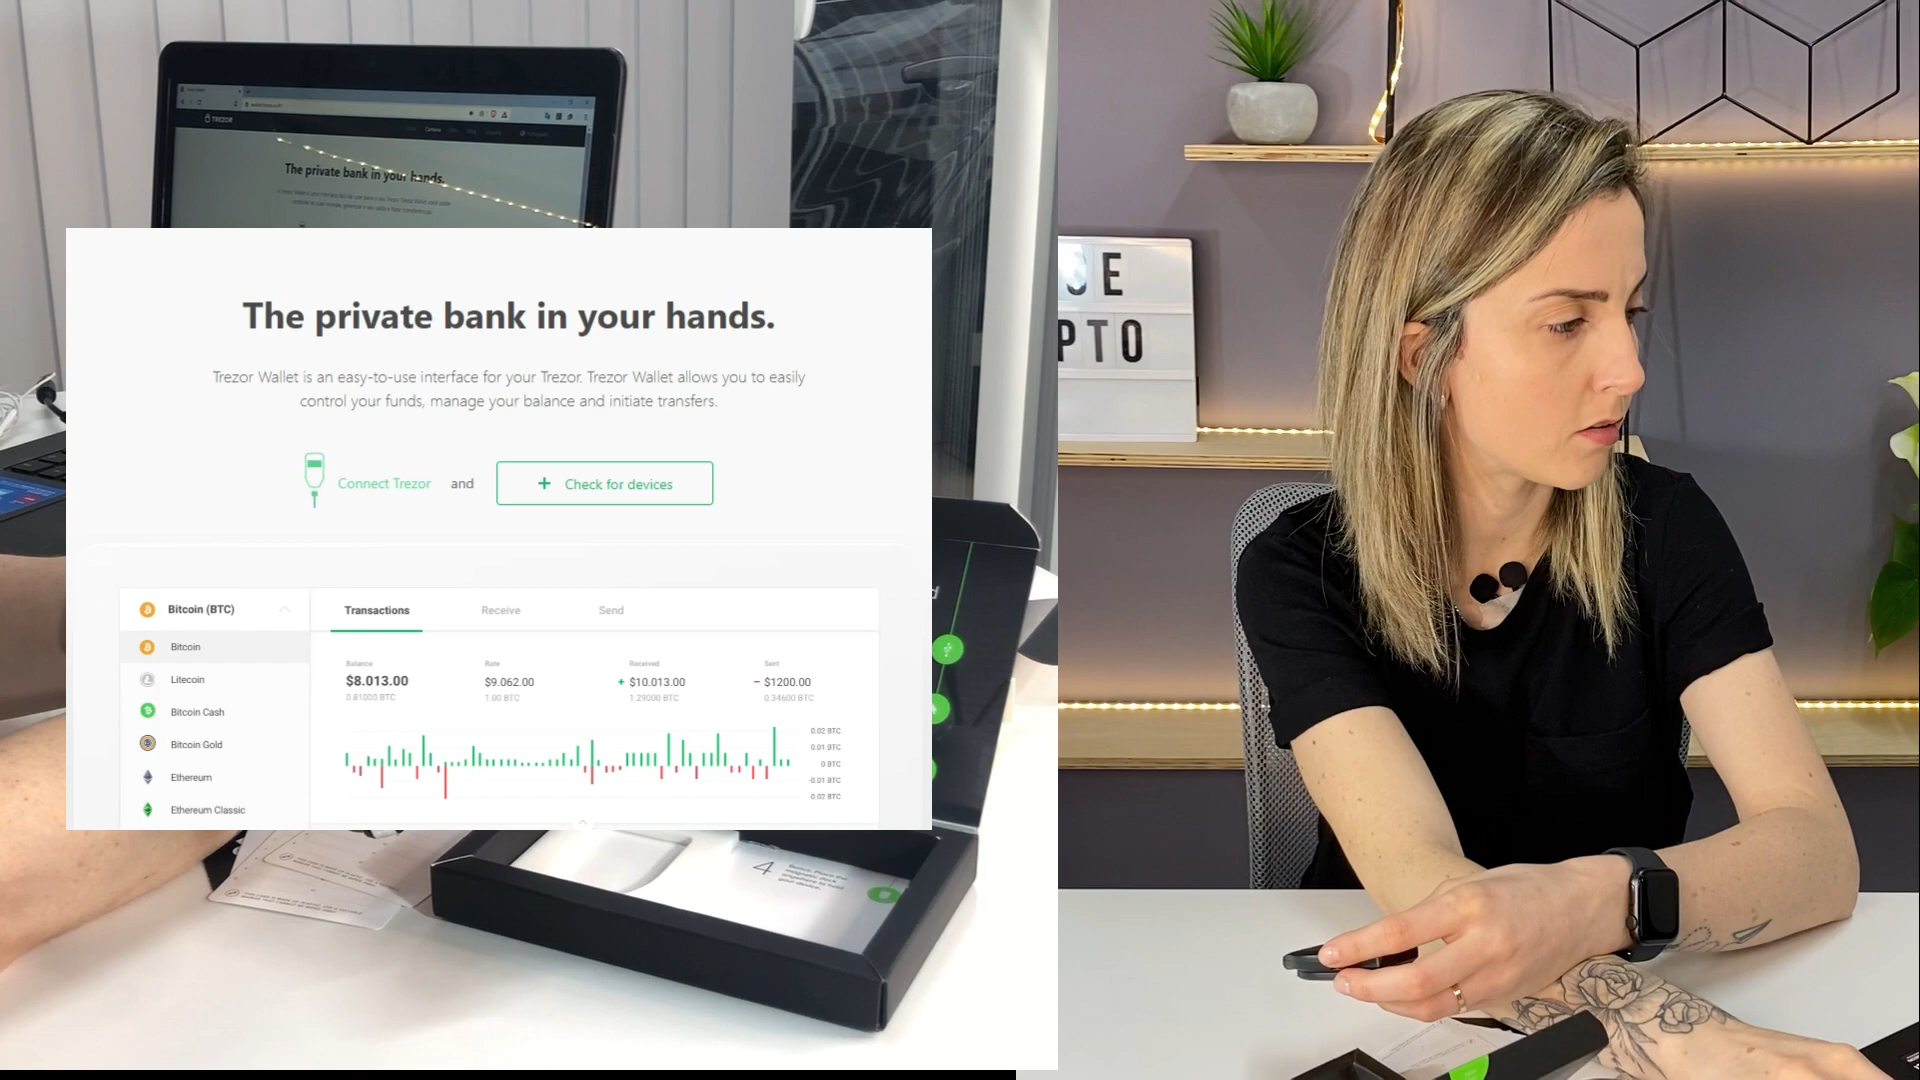 TREZOR
The private bank in your hands.
The private bank in your hands.
Trezor Wallet is an easy-to-use interface for your Trezor. Trezor Wallet allows you to easily
control your funds, manage your balance and initiate transfers.
Connect Trezor and + Check for devices
Bitcoin (BTC)
Bitcoin
Litecoin
Bitcoin Cash
Bitcoin Gold
Ethereum
Ethereum Classic
Transactions Receive Send
Balance Rate Received Sent
$8.013.00 $9.062.00 + $10.013.00 – $1200.00
0.81000 BTC 1.00 BTC 1.29000 BTC 0.34600 BTC
0.02 BTC
0.01 BTC
0 BTC
-0.01 BTC
-0.02 BTC
4
E
PTO